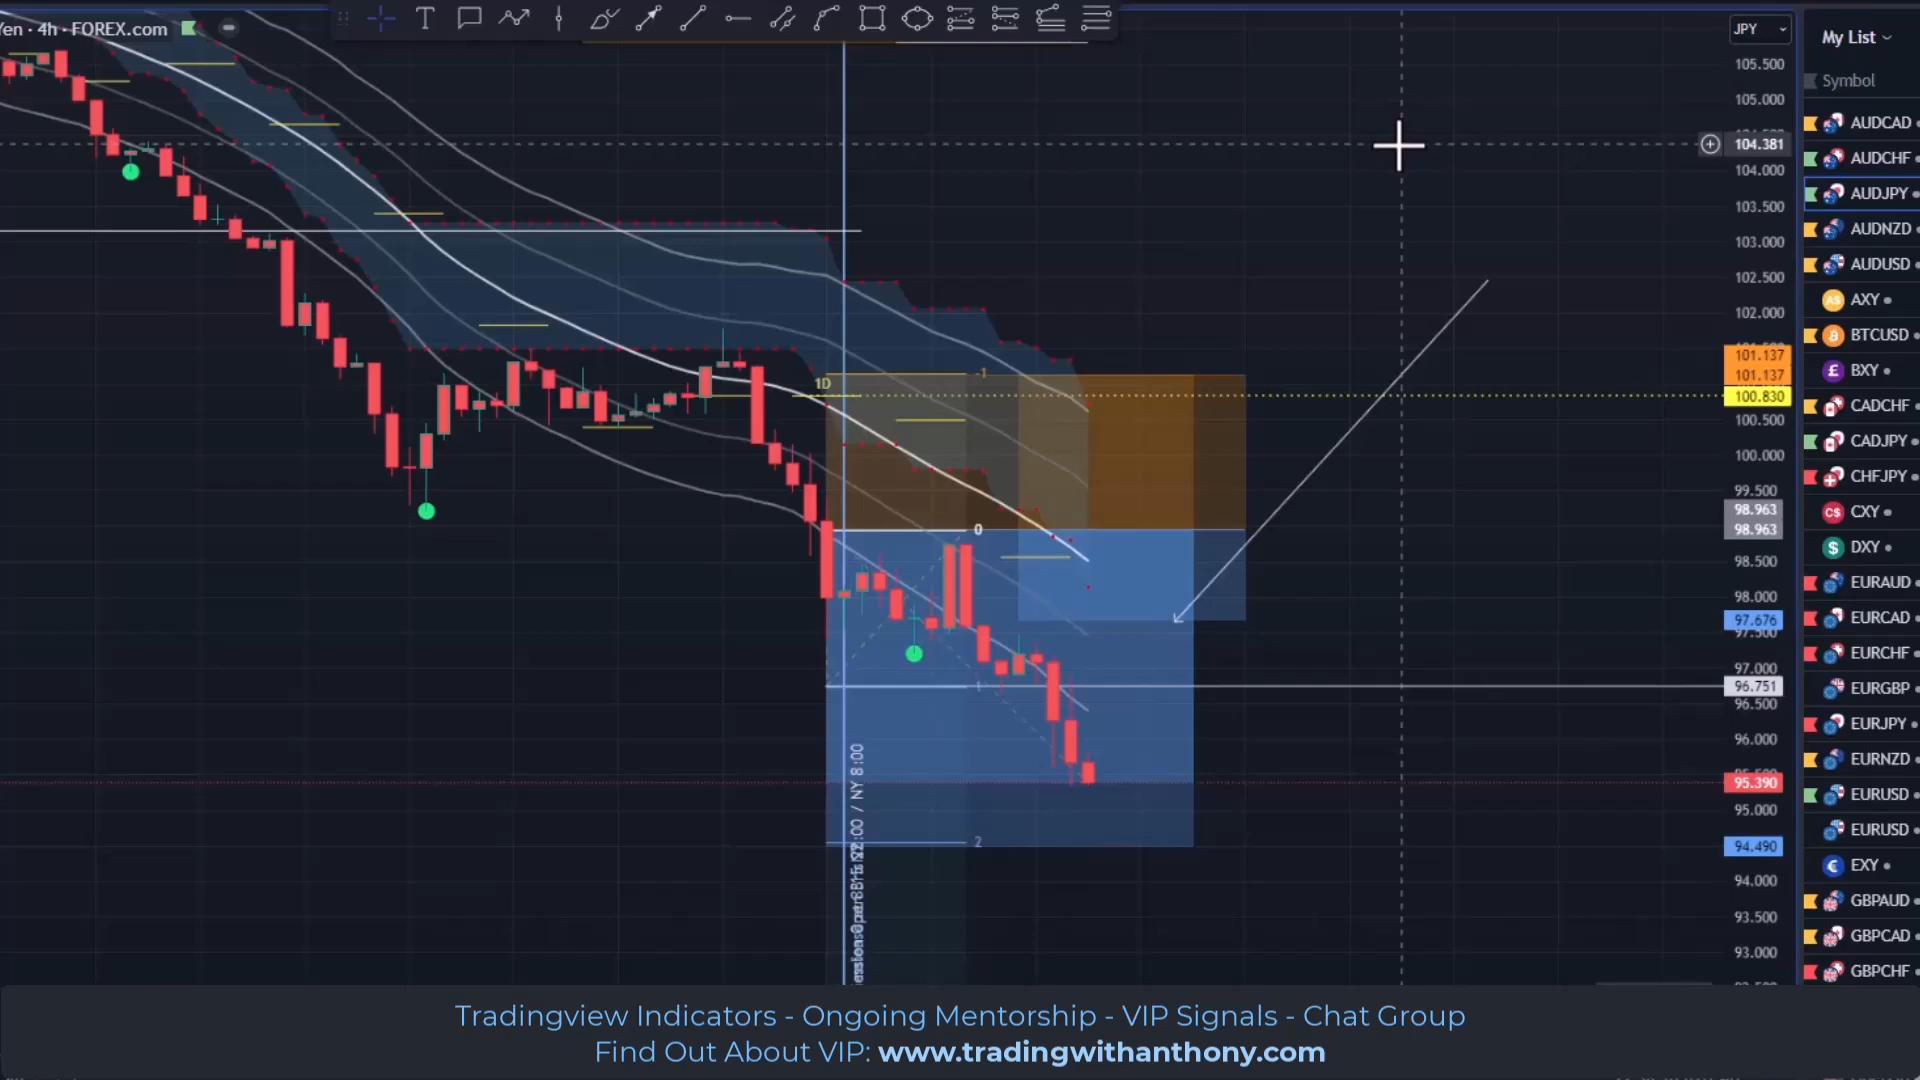 Yen · 4h · FOREX.com
JPY
105.500
105.000
104.381
104.000
103.500
103.000
102.500
102.000
101.137
101.137
100.830
100.500
100.000
99.500
98.963
98.963
98.500
98.000
97.676
97.500
97.000
96.751
96.500
96.000
95.390
95.000
94.490
94.000
93.500
93.000
1D
-1
0
1
2
/ NY 8:00
My List
Symbol
AUDCAD
AUDCHF
AUDJPY
AUDNZD
AUDUSD
AXY
BTCUSD
BXY
CADCHF
CADJPY
CHFJPY
CXY
DXY
EURAUD
EURCAD
EURCHF
EURGBP
EURJPY
EURNZD
EURUSD
EURUSD
EXY
GBPAUD
GBPCAD
GBPCHF
Tradingview Indicators - Ongoing Mentorship - VIP Signals - Chat Group
Find Out About VIP: www.tradingwithanthony.com